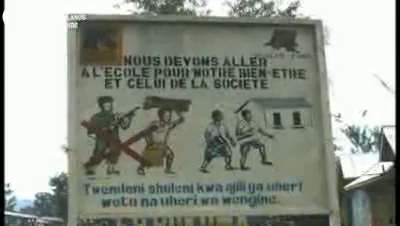 NOUS DEVONS ALLER
A L'ECOLE POUR NOTRE BIEN-ETRE
ET CELUI DE LA SOCIETE
Twendeni shuleni kwa ajili ya uheri
wetu na uheri wa wengine.